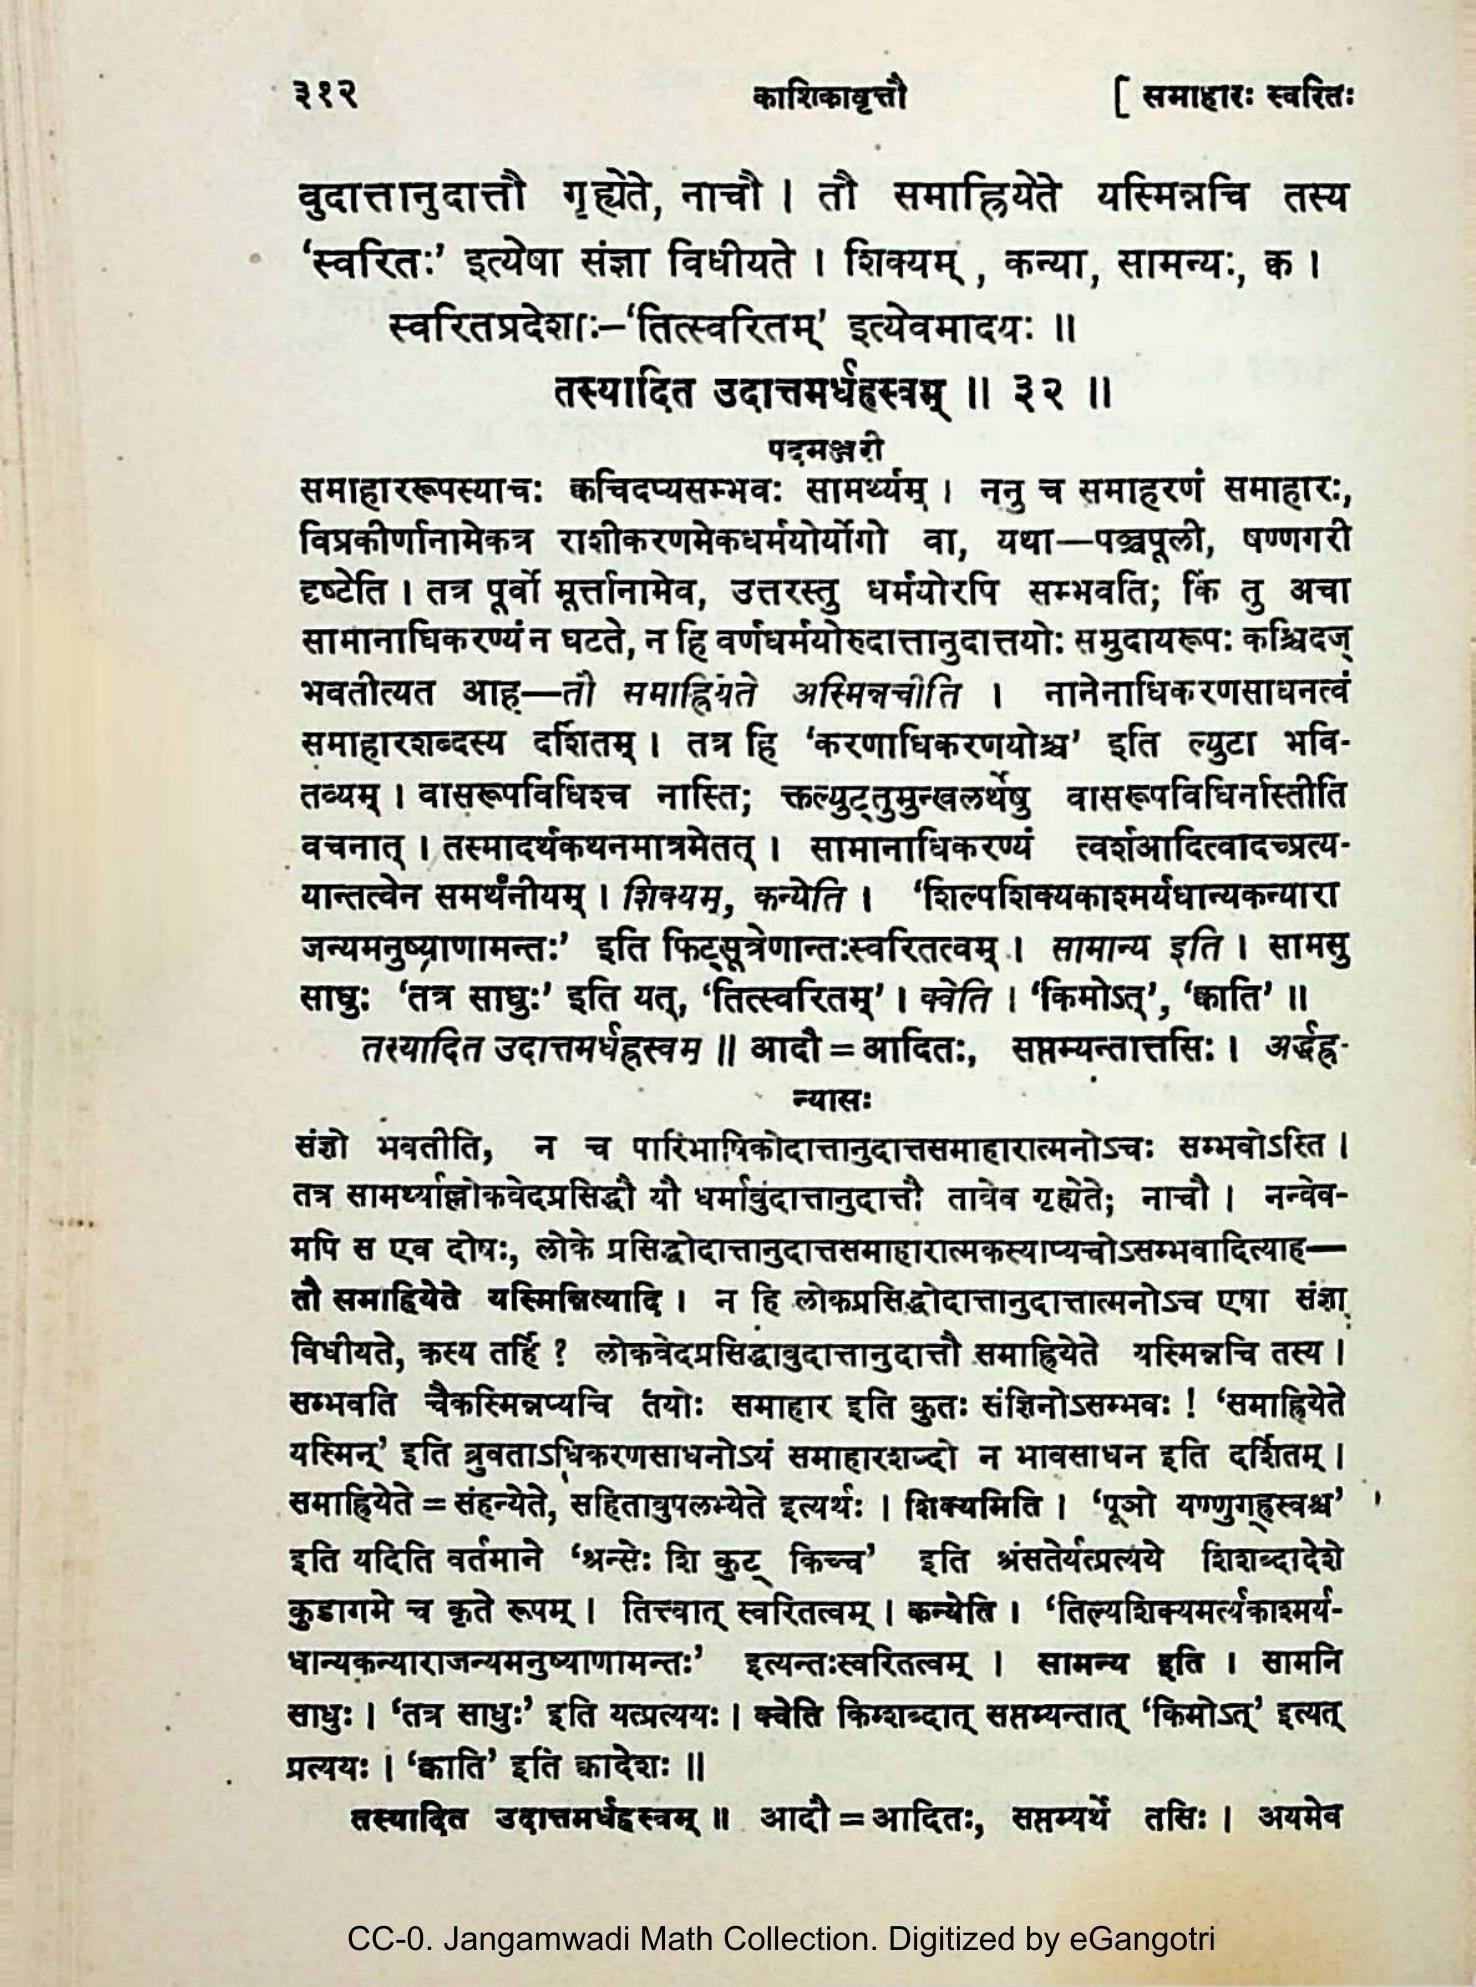 ३१२ काशिकावृत्तौ [ समाहारः स्वरितः
वुदात्तानुदात्तौ गृह्येते, नाचौ । तौ समाह्रियेते यस्मिन्नचि तस्य
‘स्वरितः’ इत्येषा संज्ञा विधीयते । शिक्यम् , कन्या, सामन्यः, क्व ।
स्वरितप्रदेशाः–‘तित्स्वरितम्’ इत्येवमादयः ॥
तस्यादित उदात्तमर्धह्रस्वम् ॥ ३२ ॥
पदमञ्जरी
समाहाररूपस्याचः क्वचिदप्यसम्भवः सामर्थ्यम् । ननु च समाहरणं समाहारः,
विप्रकीर्णानामेकत्र राशीकरणमेकधर्मयोर्योगो वा, यथा—पञ्चपूली, षण्णगरी
दृष्टेति । तत्र पूर्वो मूर्त्तानामेव, उत्तरस्तु धर्मयोरपि सम्भवति; किं तु अचा
सामानाधिकरण्यं न घटते, न हि वर्णधर्मयोरुदात्तानुदात्तयोः समुदायरूपः कश्चिदज्
भवतीत्यत आह—तौ समाह्रियेते अस्मिन्नचीति । नानेनाधिकरणसाधनत्वं
समाहारशब्दस्य दर्शितम् । तत्र हि ‘करणाधिकरणयोश्च’ इति ल्युटा भवि-
तव्यम् । वासरूपविधिश्च नास्ति; क्तल्युट्तुमुन्खलर्थेषु वासरूपविधिर्नास्तीति
वचनात् । तस्मादर्थकथनमात्रमेतत् । सामानाधिकरण्यं त्वर्शआदित्वादच्प्रत्य-
यान्तत्वेन समर्थनीयम् । शिक्यम्, कन्येति । ‘शिल्पशिक्यकाश्मर्यधान्यकन्यारा
जन्यमनुष्याणामन्तः’ इति फिट्सूत्रेणान्तःस्वरितत्वम् । सामान्य इति । सामसु
साधुः ‘तत्र साधुः’ इति यत्, ‘तित्स्वरितम्’ । क्वेति । ‘किमोऽत्’, ‘क्वाति’ ॥
तस्यादित उदात्तमर्धह्रस्वम् ॥ आदौ = आदितः, सप्तम्यन्तात्तसिः । अर्द्धह्र-
न्यासः
संज्ञो भवतीति, न च पारिभाषिकोदात्तानुदात्तसमाहारात्मनोऽचः सम्भवोऽस्ति ।
तत्र सामर्थ्याल्लोकवेदप्रसिद्धौ यौ धर्मावुदात्तानुदात्तौ तावेव गृह्येते; नाचौ । नन्वेव-
मपि स एव दोषः, लोके प्रसिद्धोदात्तानुदात्तसमाहारात्मकस्याप्यचोऽसम्भवादित्याह—
तौ समाह्रियेते यस्मिन्नित्यादि । न हि लोकप्रसिद्धोदात्तानुदात्तात्मनोऽच एषा संज्ञा
विधीयते, कस्य तर्हि ? लोकवेदप्रसिद्धावुदात्तानुदात्तौ समाह्रियेते यस्मिन्नचि तस्य ।
सम्भवति चैकस्मिन्नप्यचि तयोः समाहार इति कुतः संज्ञिनोऽसम्भवः ! ‘समाह्रियेते
यस्मिन्’ इति ब्रुवताऽधिकरणसाधनोऽयं समाहारशब्दो न भावसाधन इति दर्शितम् ।
समाह्रियेते = संहन्येते, सहितावुपलभ्येते इत्यर्थः । शिक्यमिति । ‘पूञो यण्णुग्ह्रस्वश्च’
इति यदिति वर्तमाने ‘श्रन्सेः शि कुट् किच्च’ इति श्रंसतेर्यत्प्रत्यये शिशब्दादेशे
कुडागमे च कृते रूपम् । तित्त्वात् स्वरितत्वम् । कन्येति । ‘तिल्यशिक्यमर्त्यकाश्मर्य-
धान्यकन्याराजन्यमनुष्याणामन्तः’ इत्यन्तःस्वरितत्वम् । सामन्य इति । सामनि
साधुः । ‘तत्र साधुः’ इति यत्प्रत्ययः । क्वेति किम्शब्दात् सप्तम्यन्तात् ‘किमोऽत्’ इत्यत्
प्रत्ययः । ‘क्वाति’ इति क्वादेशः ॥
तस्यादित उदात्तमर्धह्रस्वम् ॥ आदौ = आदितः, सप्तम्यर्थे तसिः । अयमेव
CC-0. Jangamwadi Math Collection. Digitized by eGangotri